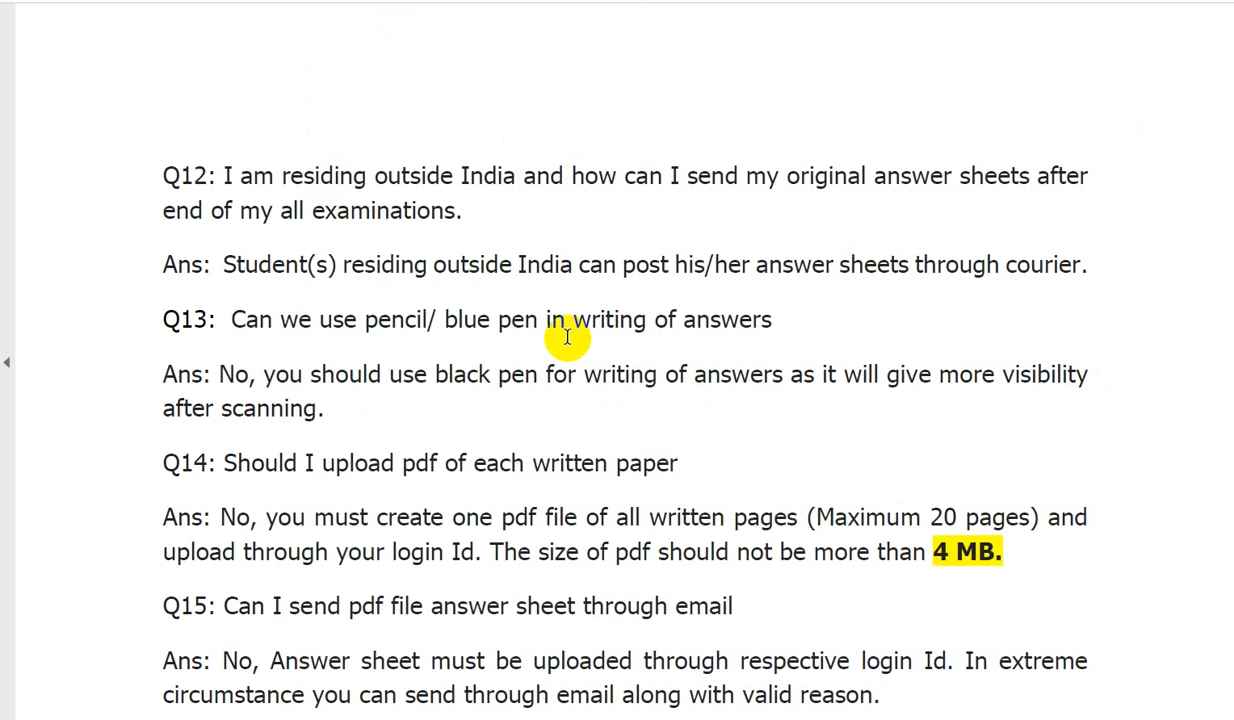 Q12: I am residing outside India and how can I send my original answer sheets after
end of my all examinations.
Ans: Student(s) residing outside India can post his/her answer sheets through courier.
Q13: Can we use pencil/ blue pen in writing of answers
Ans: No, you should use black pen for writing of answers as it will give more visibility
after scanning.
Q14: Should I upload pdf of each written paper
Ans: No, you must create one pdf file of all written pages (Maximum 20 pages) and
upload through your login Id. The size of pdf should not be more than 4 MB.
Q15: Can I send pdf file answer sheet through email
Ans: No, Answer sheet must be uploaded through respective login Id. In extreme
circumstance you can send through email along with valid reason.